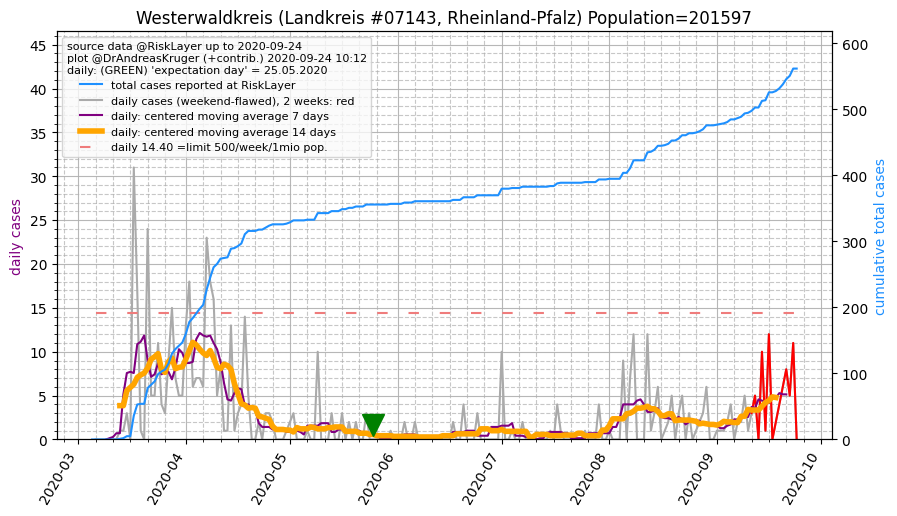 Westerwaldkreis (Landkreis #07143, Rheinland-Pfalz) Population=201597
source data @RiskLayer up to 2020-09-24
plot @DrAndreasKruger (+contrib.) 2020-09-24 10:12
daily: (GREEN) 'expectation day' = 25.05.2020
total cases reported at RiskLayer
daily cases (weekend-flawed), 2 weeks: red
daily: centered moving average 7 days
daily: centered moving average 14 days
daily 14.40 =limit 500/week/1mio pop.
daily cases
45
40
35
30
25
20
15
10
5
0
cumulative total cases
600
500
400
300
200
100
0
2020-03
2020-04
2020-05
2020-06
2020-07
2020-08
2020-09
2020-10